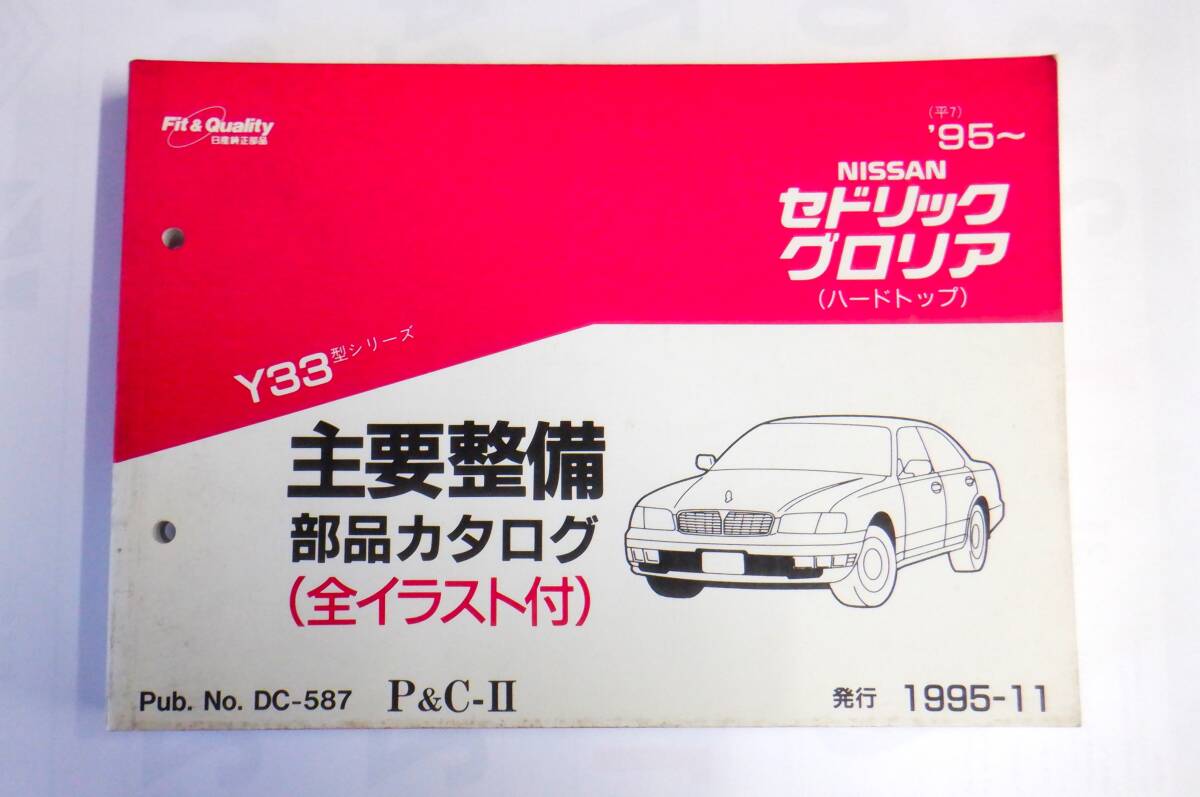 Fit & Quality
日産純正部品
(平7)
'95~
NISSAN
セドリック
グロリア
(ハードトップ)
Y33型シリーズ
主要整備
部品カタログ
(全イラスト付)
Pub. No. DC-587 P&C-II
発行 1995-11